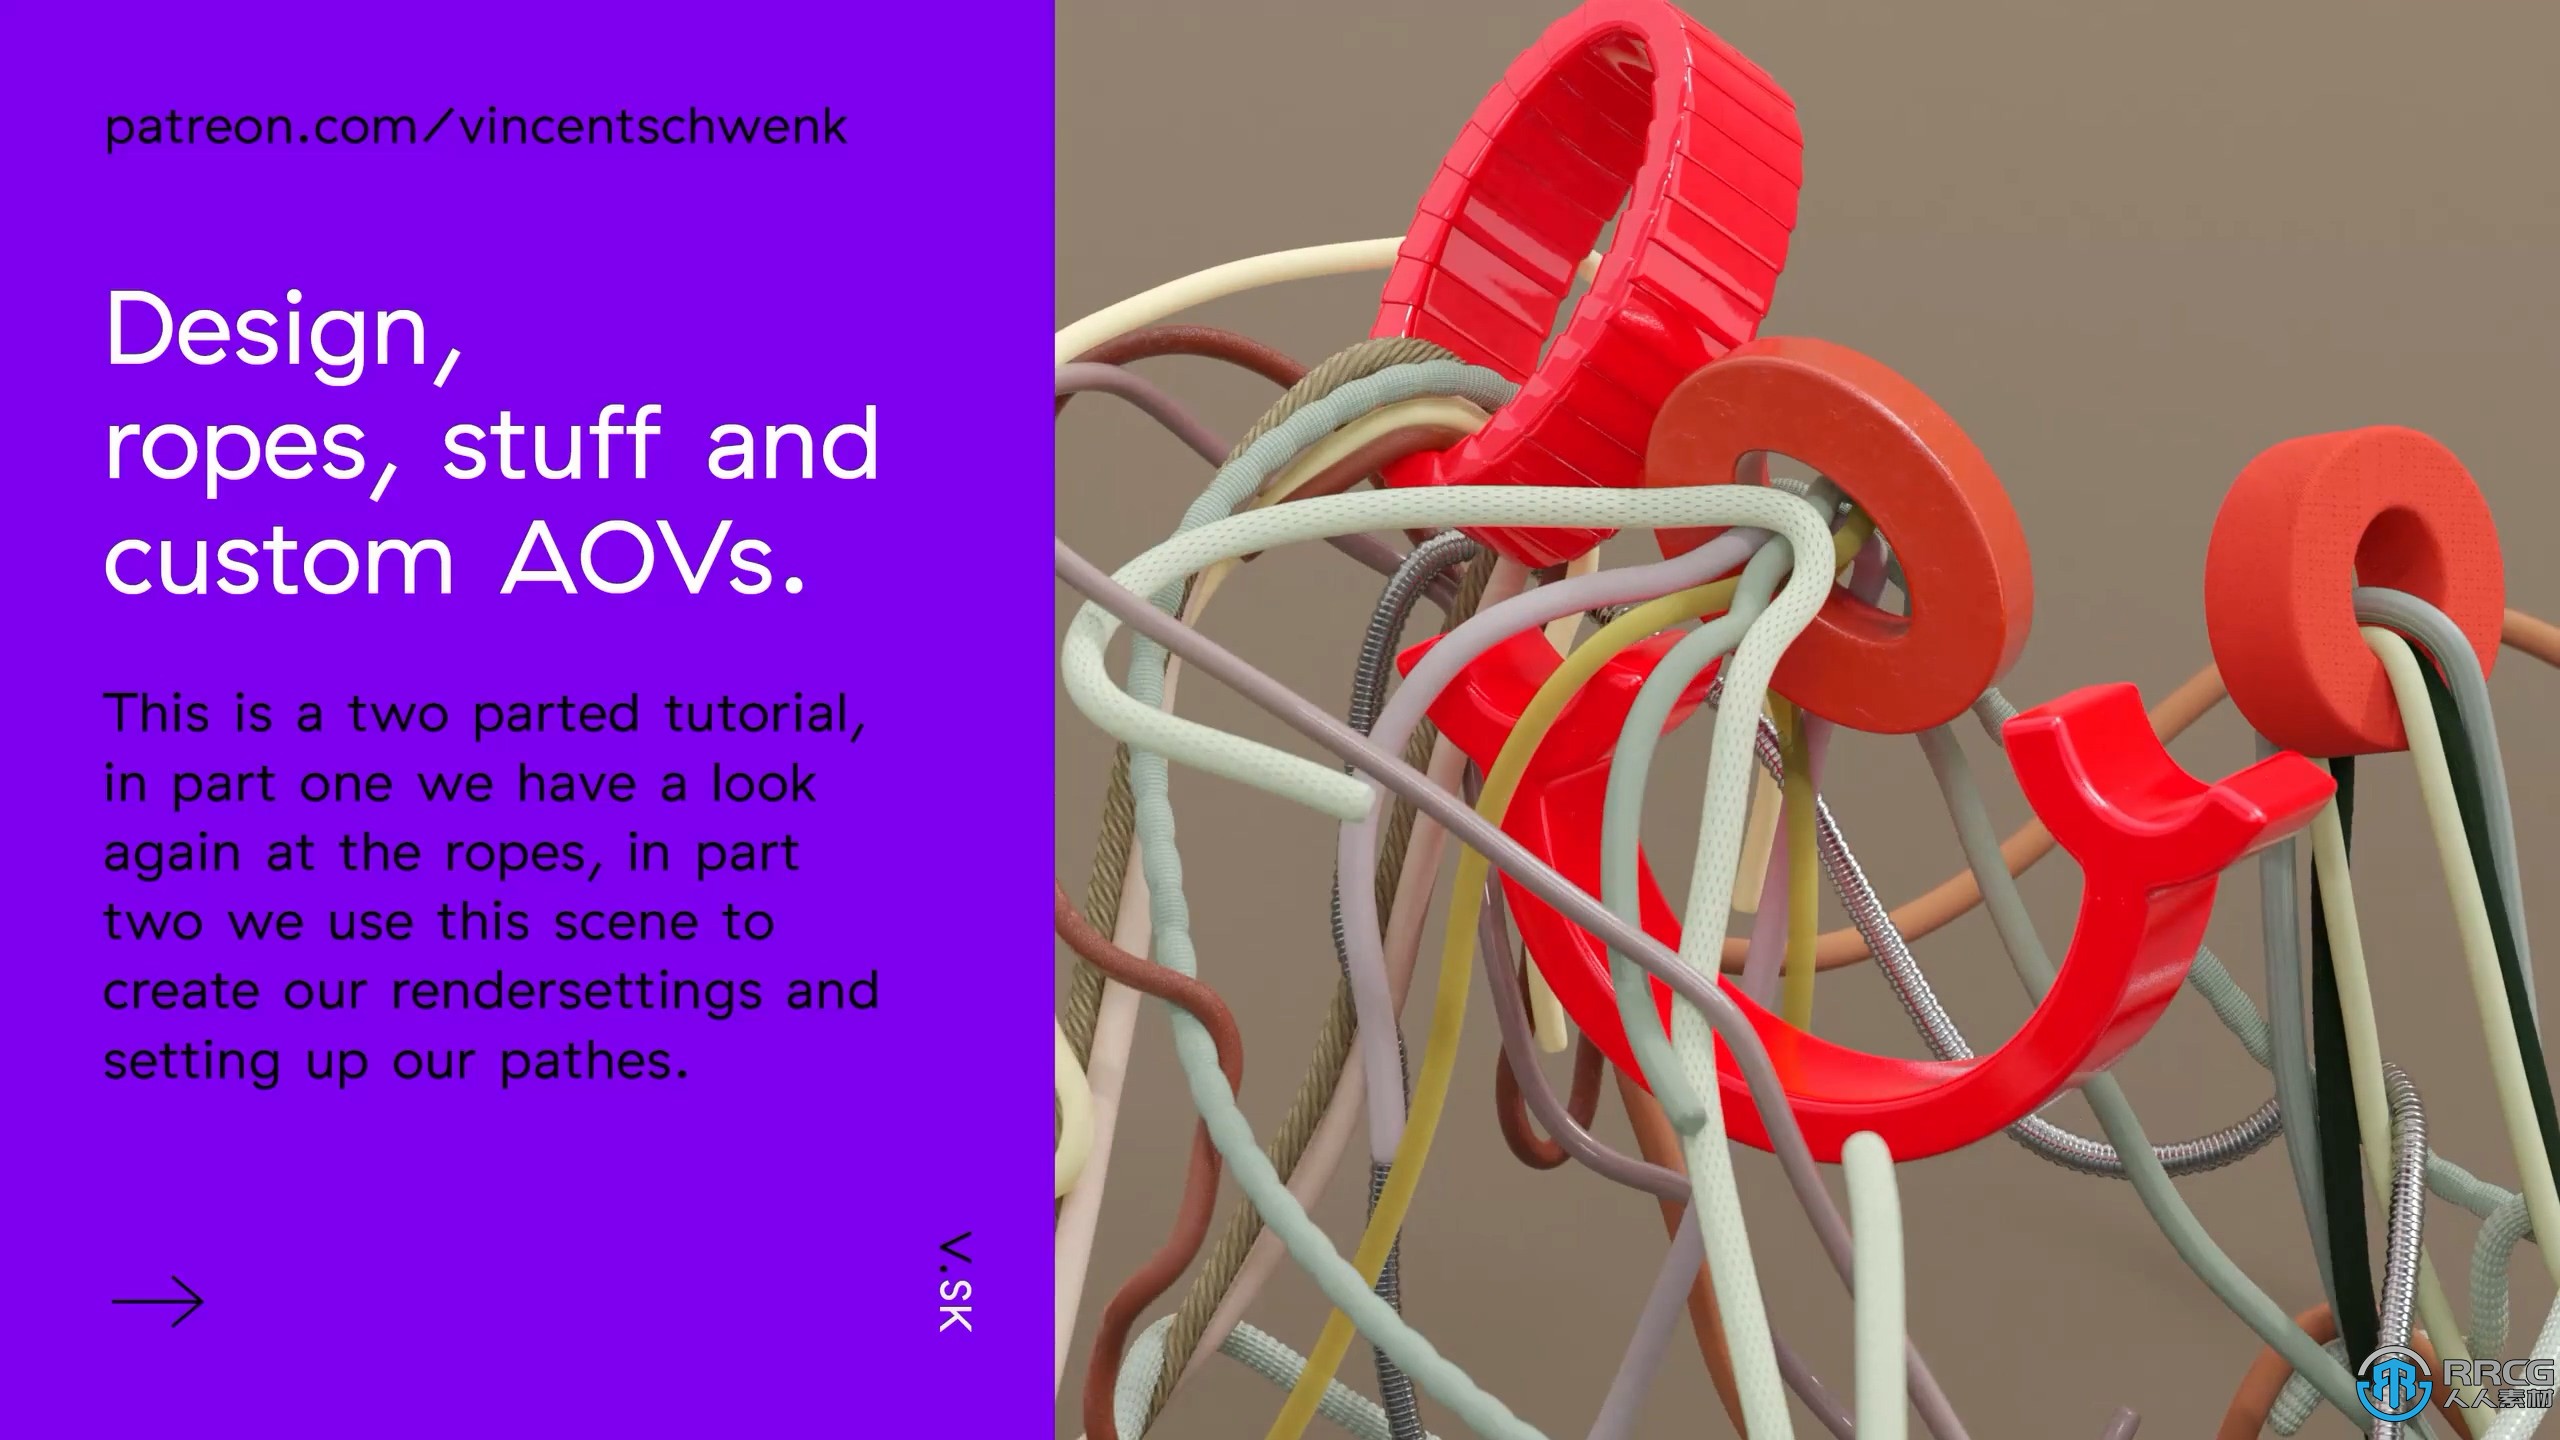 patreon.com/vincentschwenk
Design,
ropes, stuff and
custom AOVs.
This is a two parted tutorial,
in part one we have a look
again at the ropes, in part
two we use this scene to
create our rendersettings and
setting up our pathes.
V.SK
RRCG
人人素材